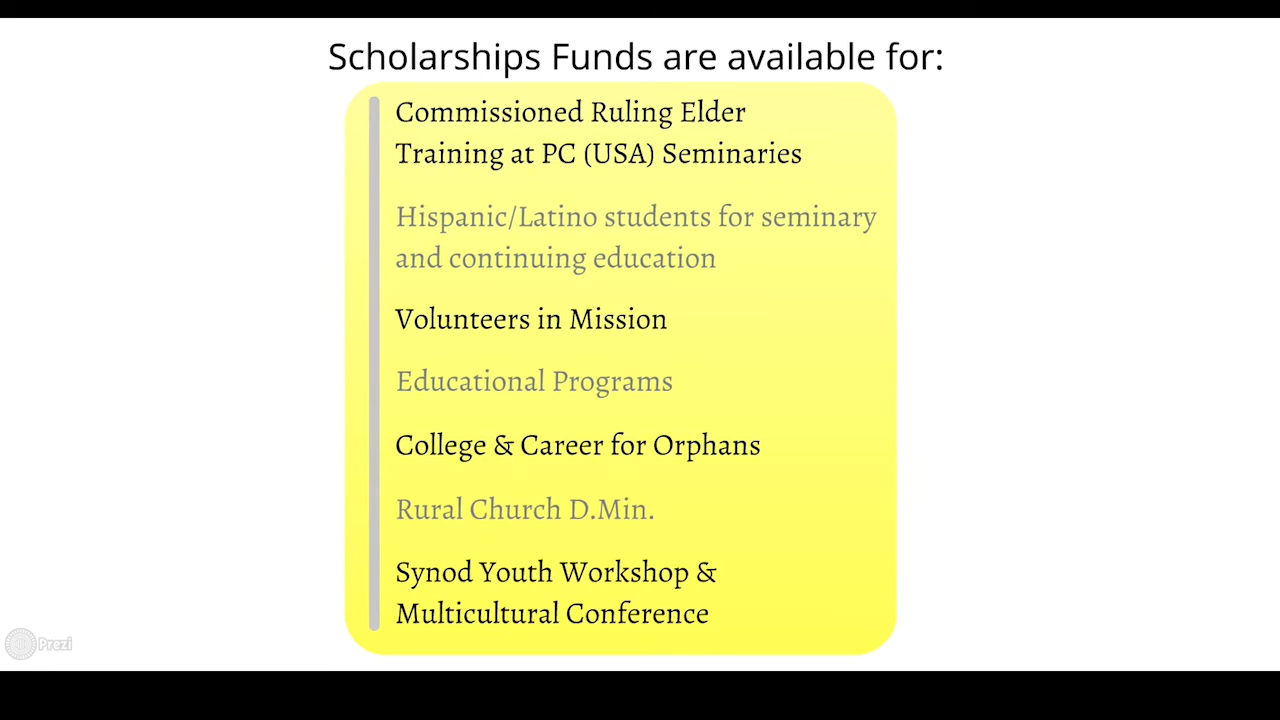 Scholarships Funds are available for:
Commissioned Ruling Elder
Training at PC (USA) Seminaries
Hispanic/Latino students for seminary
and continuing education
Volunteers in Mission
Educational Programs
College & Career for Orphans
Rural Church D.Min.
Synod Youth Workshop &
Multicultural Conference
Prezi